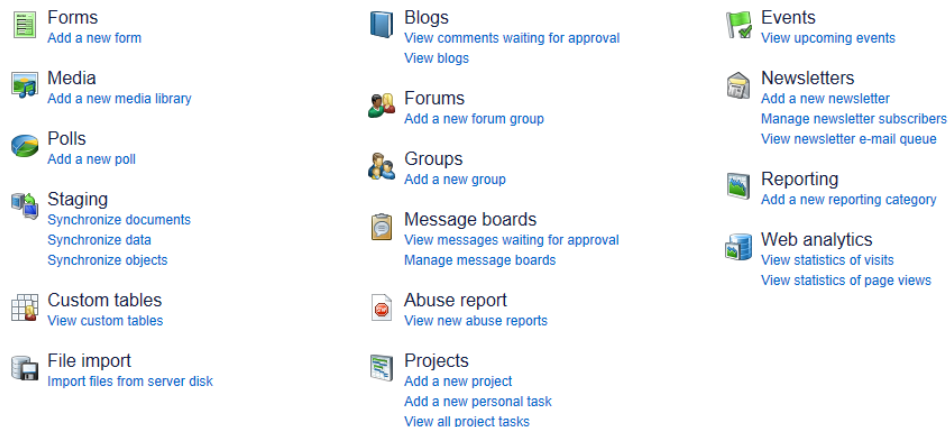 Forms
Add a new form
Media
Add a new media library
Polls
Add a new poll
Staging
Synchronize documents
Synchronize data
Synchronize objects
Custom tables
View custom tables
File import
Import files from server disk
Blogs
View comments waiting for approval
View blogs
Forums
Add a new forum group
Groups
Add a new group
Message boards
View messages waiting for approval
Manage message boards
Abuse report
View new abuse reports
Projects
Add a new project
Add a new personal task
View all project tasks
Events
View upcoming events
Newsletters
Add a new newsletter
Manage newsletter subscribers
View newsletter e-mail queue
Reporting
Add a new reporting category
Web analytics
View statistics of visits
View statistics of page views